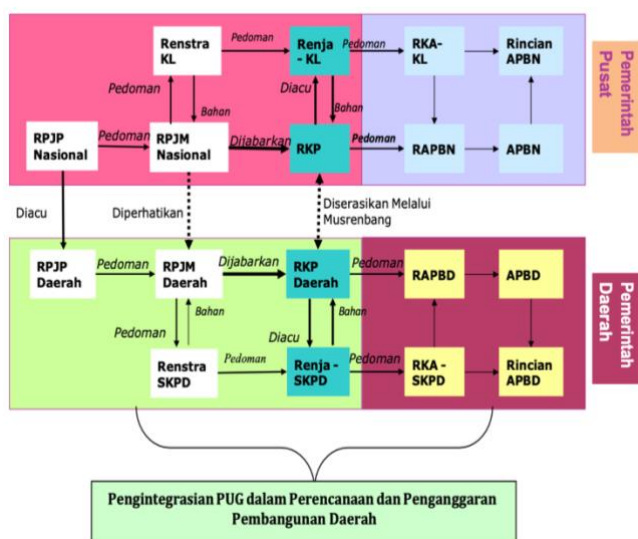 Renstra
KL
Pedoman
Renja
- KL
Pedoman
RKA-
KL
Rincian
APBN
Pemerintah
Pusat
Pedoman
Bahan
Diacu
Bahan
RPJP
Nasional
Pedoman
RPJM
Nasional
Dijabarkan
RKP
Pedoman
RAPBN
APBN
Diacu
Diperhatikan
Diserasikan Melalui
Musrenbang
RPJP
Daerah
Pedoman
RPJM
Daerah
Dijabarkan
RKP
Daerah
Pedoman
RAPBD
APBD
Pemerintah
Daerah
Pedoman
Bahan
Diacu
Bahan
Renstra
SKPD
Pedoman
Renja -
SKPD
Pedoman
RKA -
SKPD
Rincian
APBD
Pengintegrasian PUG dalam Perencanaan dan Penganggaran
Pembangunan Daerah